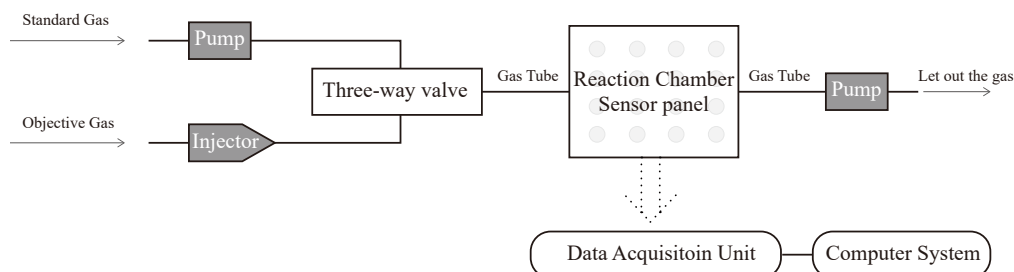 Standard Gas
Pump
Three-way valve
Objective Gas
Injector
Gas Tube
Reaction Chamber
Sensor panel
Gas Tube
Pump
Let out the gas
Data Acquisitoin Unit
Computer System